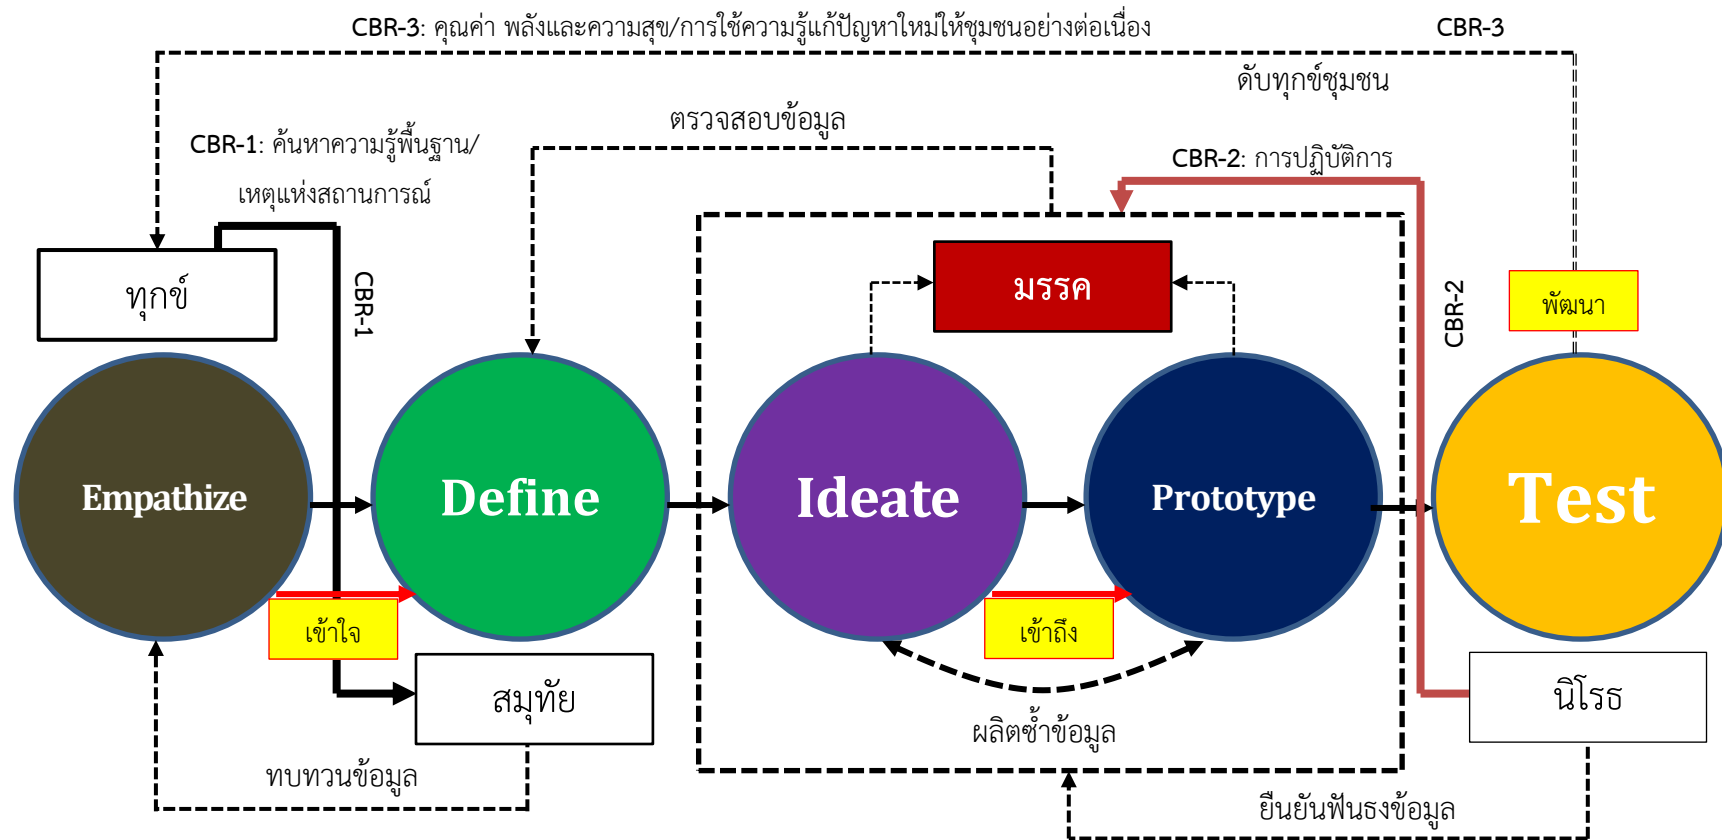 CBR-3: คุณค่า พลังและความสุข/การใช้ความรู้แก้ปัญหาใหม่ให้ชุมชนอย่างต่อเนื่อง
CBR-3
ดับทุกข์ชุมชน
ตรวจสอบข้อมูล
CBR-1: ค้นหาความรู้พื้นฐาน/
เหตุแห่งสถานการณ์
CBR-2: การปฏิบัติการ
ทุกข์
CBR-1
มรรค
CBR-2
พัฒนา
Empathize
Define
Ideate
Prototype
Test
เข้าใจ
เข้าถึง
สมุทัย
นิโรธ
ผลิตซ้ำข้อมูล
ทบทวนข้อมูล
ยืนยันฟันธงข้อมูล